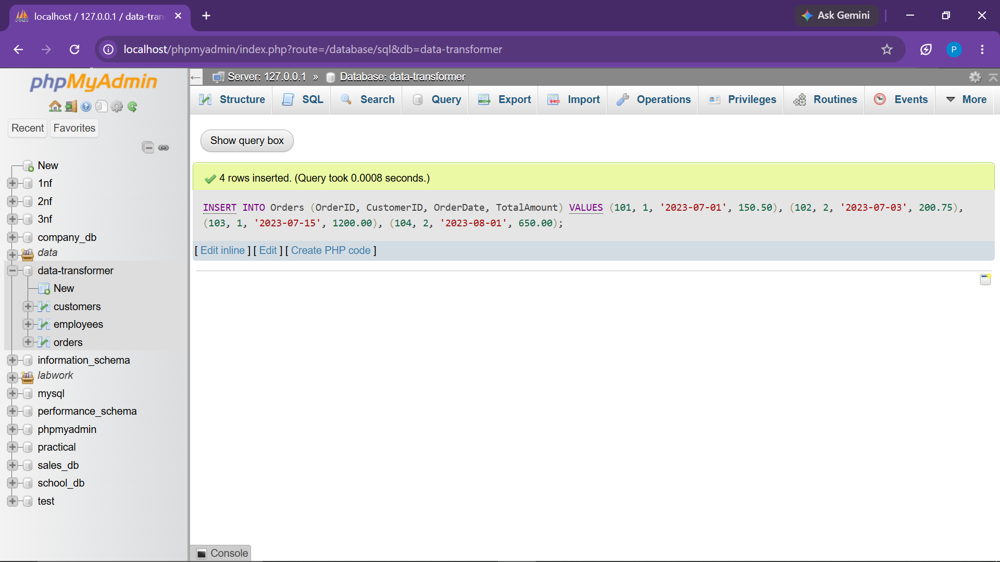 localhost / 127.0.0.1 / data-tran
Ask Gemini
localhost/phpmyadmin/index.php?route=/database/sql&db=data-transformer
P
phpMyAdmin
Recent
Favorites
New
1nf
2nf
3nf
company_db
data
data-transformer
New
customers
employees
orders
information_schema
labwork
mysql
performance_schema
phpmyadmin
practical
sales_db
school_db
test
Server: 127.0.0.1 » Database: data-transformer
Structure SQL Search Query Export Import Operations Privileges Routines Events More
Show query box
4 rows inserted. (Query took 0.0008 seconds.)
INSERT INTO Orders (OrderID, CustomerID, OrderDate, TotalAmount) VALUES (101, 1, '2023-07-01', 150.50), (102, 2, '2023-07-03', 200.75),
(103, 1, '2023-07-15', 1200.00), (104, 2, '2023-08-01', 650.00);
[ Edit inline ] [ Edit ] [ Create PHP code ]
Console